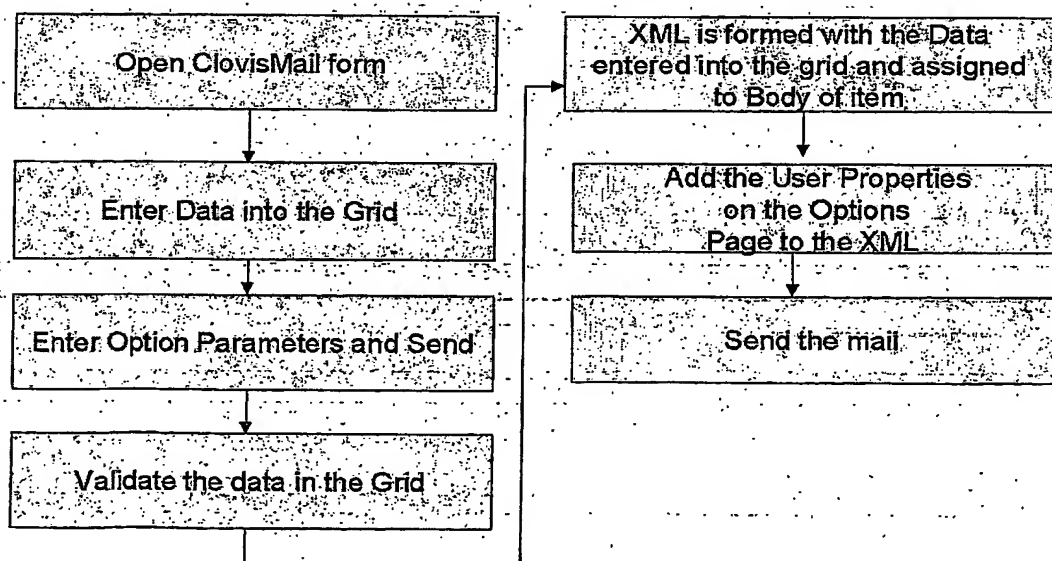 Open ClovisMail form
Enter Data into the Grid
Enter Option Parameters and Send
Validate the data in the Grid
XML is formed with the Data
entered into the grid and assigned
to Body of item
Add the User Properties
on the Options
Page to the XML
Send the mail